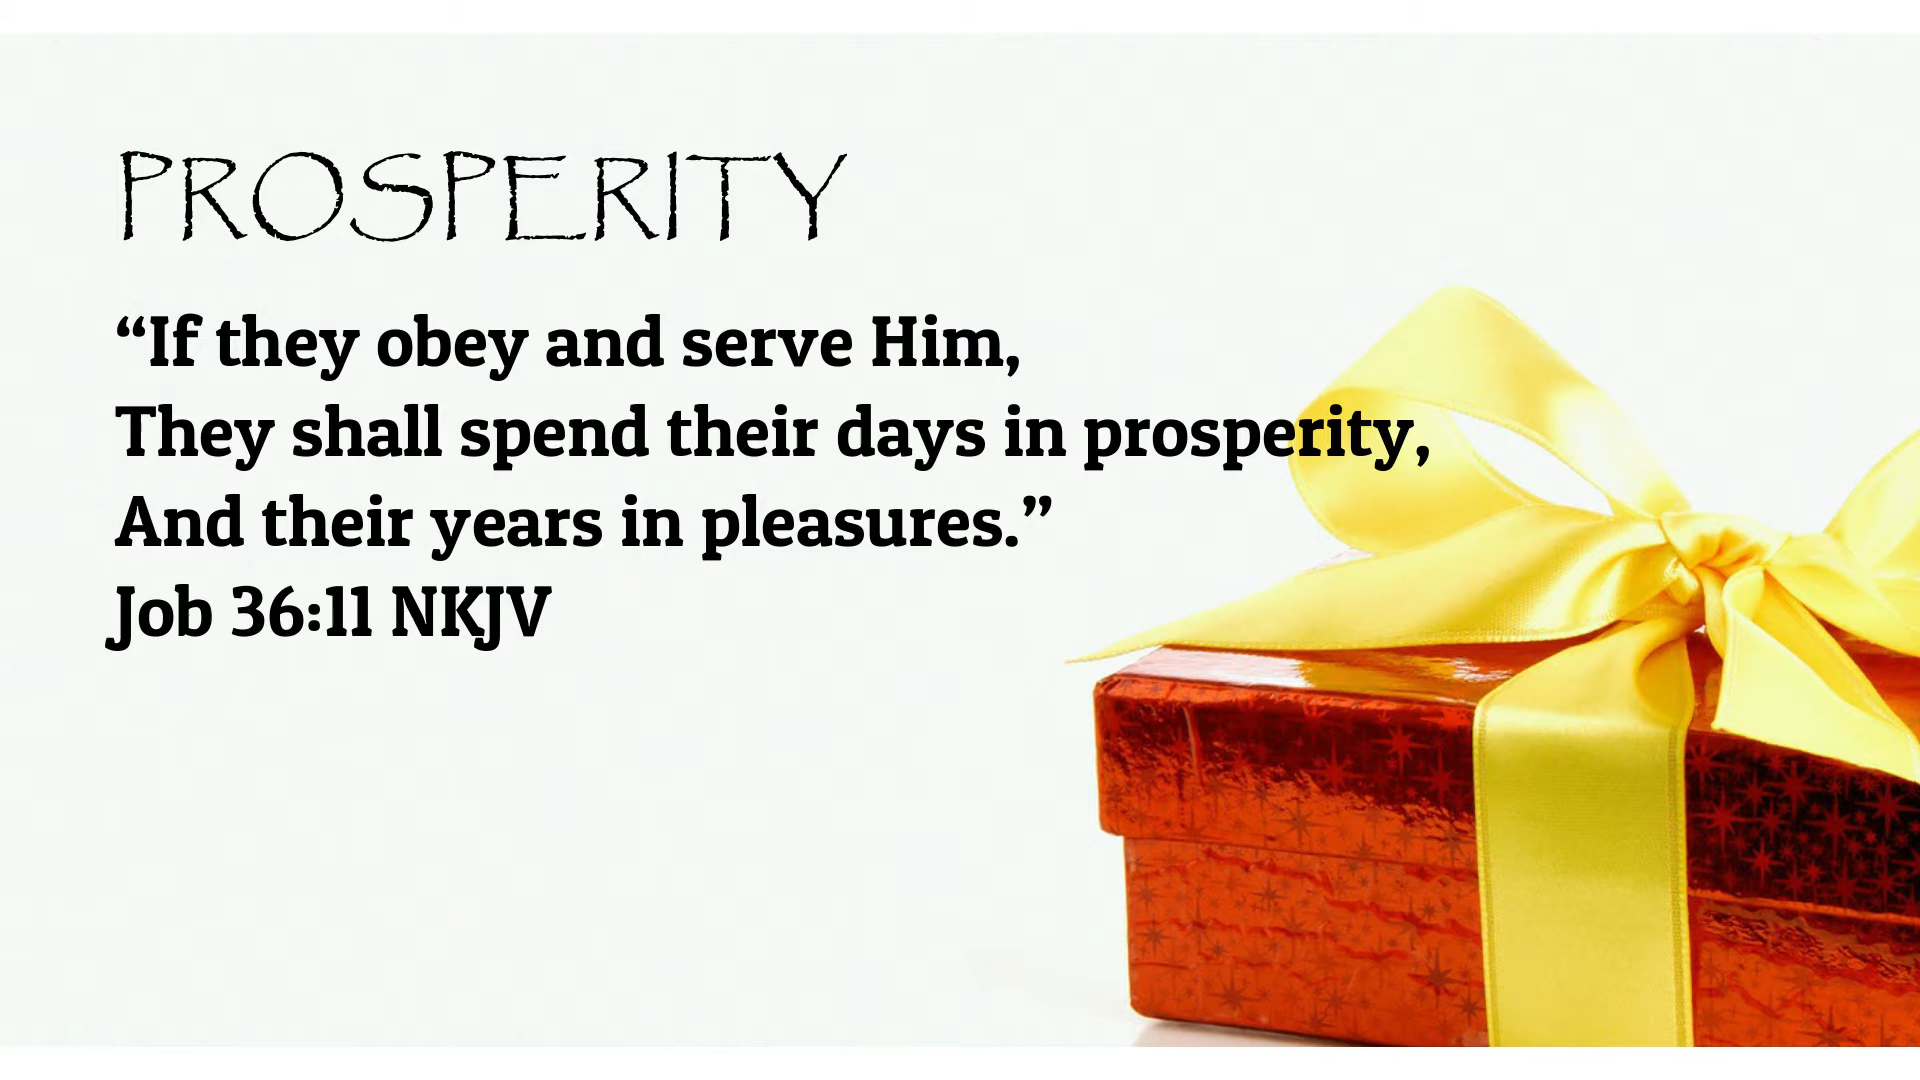 PROSPERITY
“If they obey and serve Him,
They shall spend their days in prosperity,
And their years in pleasures.”
Job 36:11 NKJV